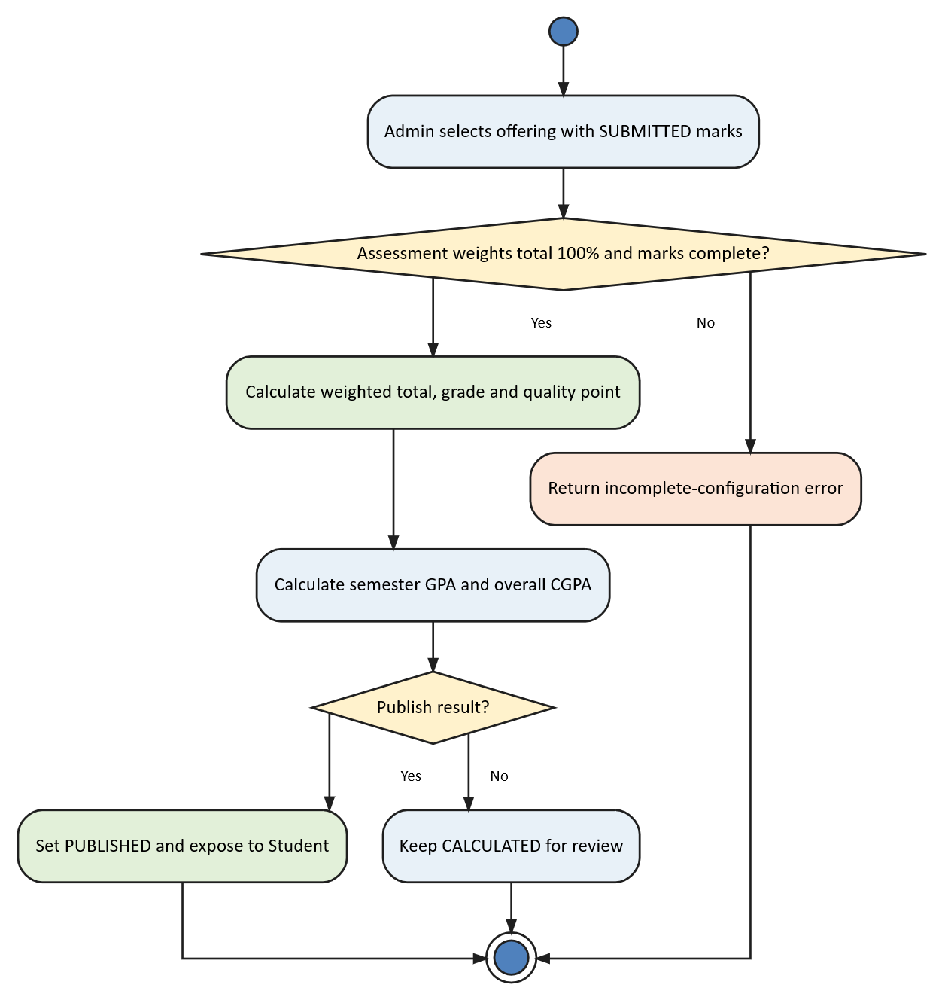 Admin selects offering with SUBMITTED marks
Assessment weights total 100% and marks complete?
Yes
No
Calculate weighted total, grade and quality point
Return incomplete-configuration error
Calculate semester GPA and overall CGPA
Publish result?
Yes
No
Set PUBLISHED and expose to Student
Keep CALCULATED for review